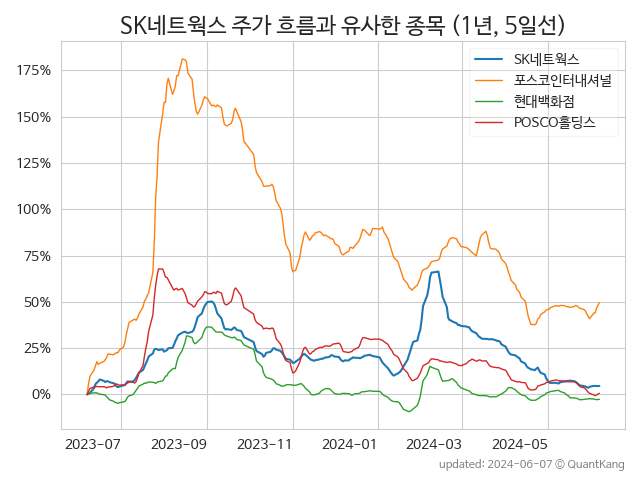 SK네트웍스 주가 흐름과 유사한 종목 (1년, 5일선)
SK네트웍스
포스코인터내셔널
현대백화점
POSCO홀딩스
175%
150%
125%
100%
75%
50%
25%
0%
2023-07 2023-09 2023-11 2024-01 2024-03 2024-05
updated: 2024-06-07 © QuantKang